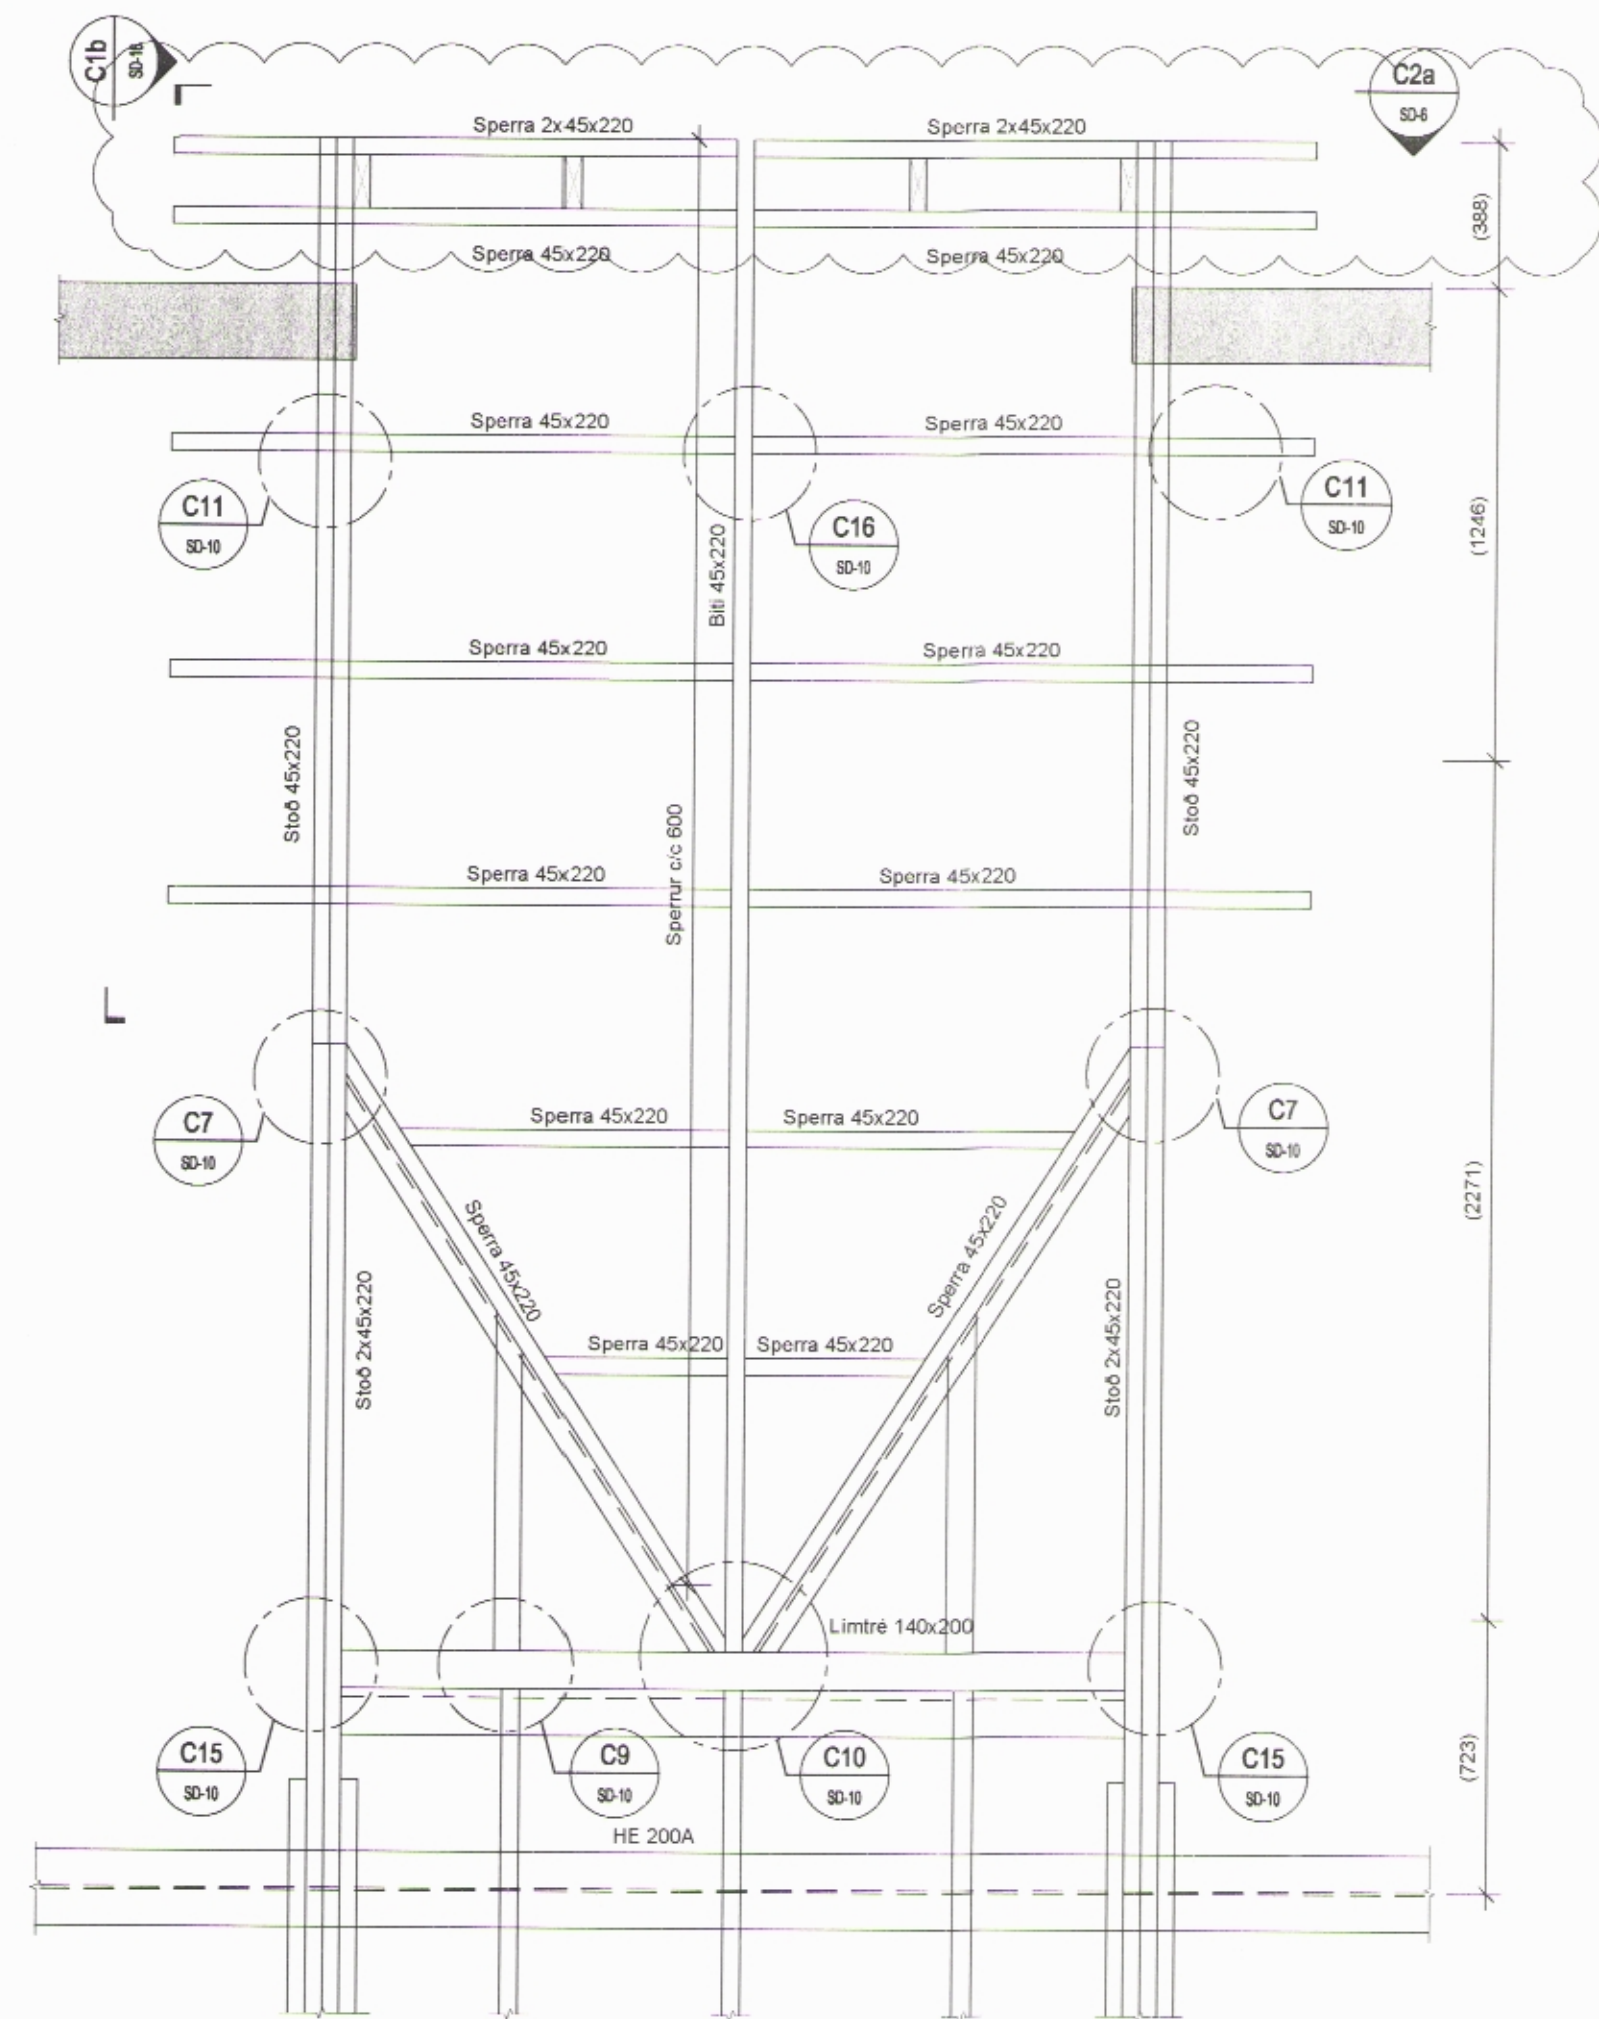 C1b
SD-18
C2a
SD-6
Sperra 2x45x220
Sperra 2x45x220
(388)
Sperra 45x220
Sperra 45x220
Sperra 45x220
Sperra 45x220
C11
SD-10
C16
SD-10
C11
SD-10
(1246)
Biti 45x220
Sperra 45x220
Sperra 45x220
Stoð 45x220
Stoð 45x220
Sperrur c/c 600
Sperra 45x220
Sperra 45x220
C7
SD-10
Sperra 45x220
Sperra 45x220
C7
SD-10
(2271)
Sperra 45x220
Sperra 45x220
Stoð 2x45x220
Stoð 2x45x220
Sperra 45x220
Sperra 45x220
Limtré 140x200
C15
SD-10
C9
SD-10
C10
SD-10
C15
SD-10
(723)
HE 200A